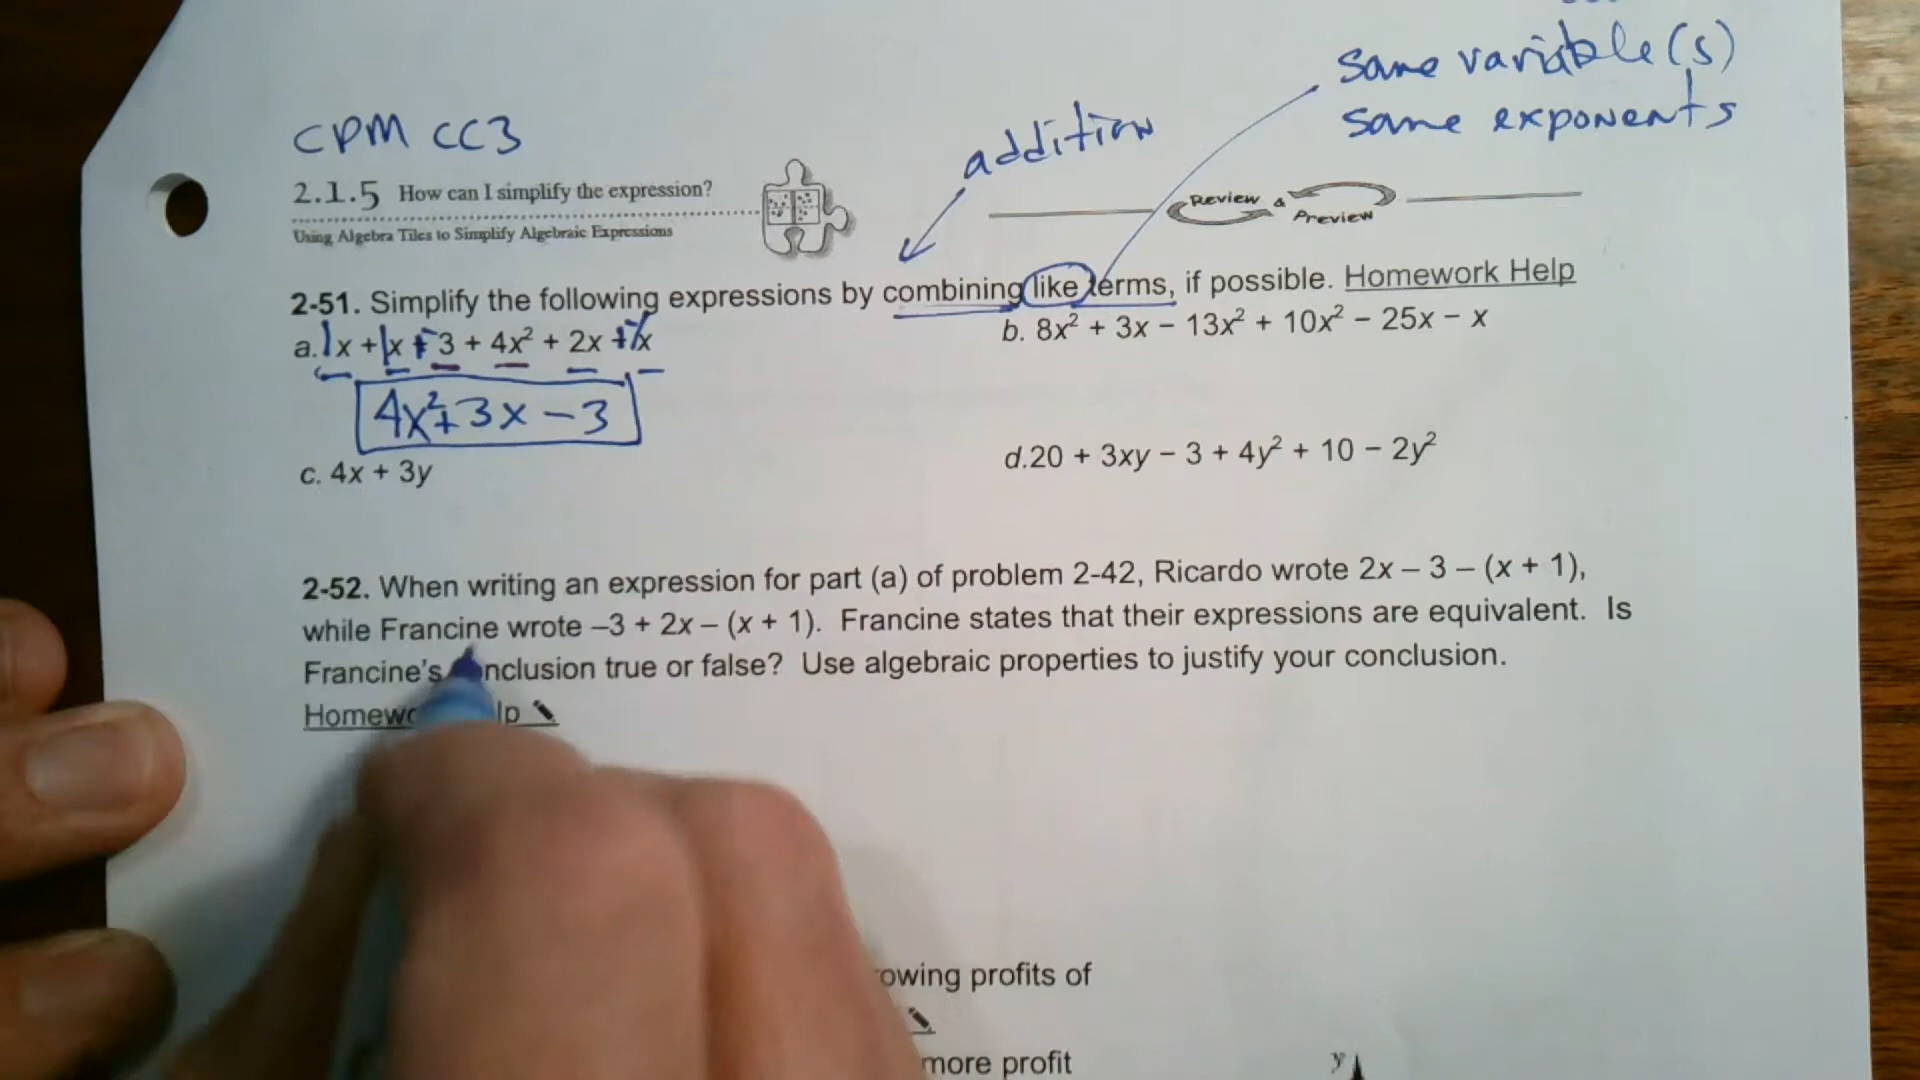 same variable(s)
same exponents
addition
CPM CC3
2.1.5 How can I simplify the expression?
Using Algebra Tiles to Simplify Algebraic Expressions
Review & Preview
2-51. Simplify the following expressions by combining like terms, if possible. Homework Help
a. 1x + 1x + -3 + 4x² + 2x + x
b. 8x² + 3x − 13x² + 10x² − 25x − x
4x² + 3x − 3
c. 4x + 3y
d.20 + 3xy − 3 + 4y² + 10 − 2y²
2-52. When writing an expression for part (a) of problem 2-42, Ricardo wrote 2x – 3 – (x + 1),
while Francine wrote –3 + 2x – (x + 1). Francine states that their expressions are equivalent. Is
Francine's nclusion true or false? Use algebraic properties to justify your conclusion.
Homewo lp
owing profits of
more profit
y